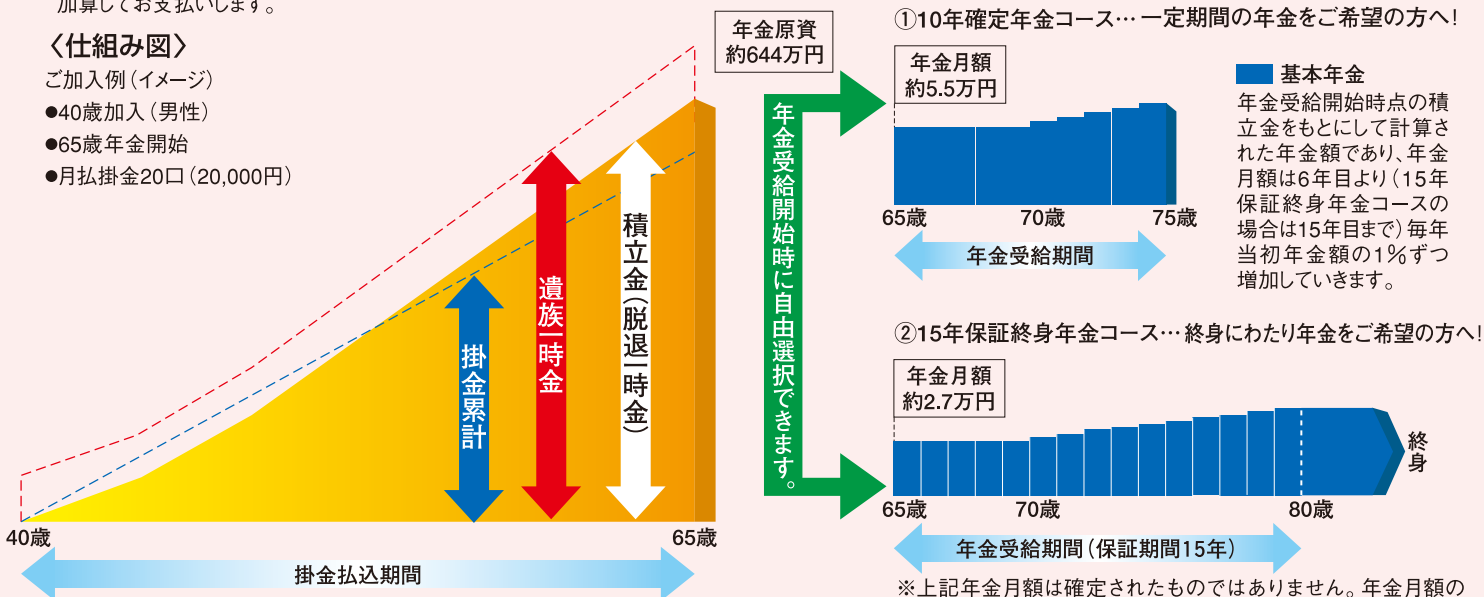 加算してお支払いします。
〈仕組み図〉
ご加入例（イメージ）
●40歳加入（男性）
●65歳年金開始
●月払掛金20口（20,000円）
掛金累計
遺族一時金
積立金（脱退一時金）
40歳
65歳
掛金払込期間
年金原資
約644万円
年金受給開始時に自由選択できます。
①10年確定年金コース…一定期間の年金をご希望の方へ！
年金月額
約5.5万円
65歳
70歳
75歳
年金受給期間
基本年金
年金受給開始時点の積
立金をもとにして計算さ
れた年金額であり、年金
月額は6年目より（15年
保証終身年金コースの
場合は15年目まで）毎年
当初年金額の1％ずつ
増加していきます。
②15年保証終身年金コース…終身にわたり年金をご希望の方へ！
年金月額
約2.7万円
終身
65歳
70歳
80歳
年金受給期間（保証期間15年）
※上記年金月額は確定されたものではありません。年金月額の